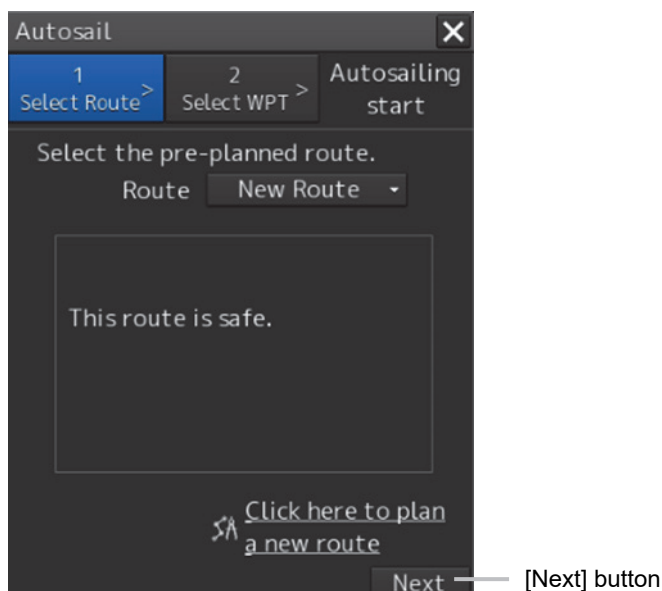 Autosail
1
Select Route >
2
Select WPT >
Autosailing
start
Select the pre-planned route.
Route New Route
This route is safe.
Click here to plan
a new route
Next
[Next] button